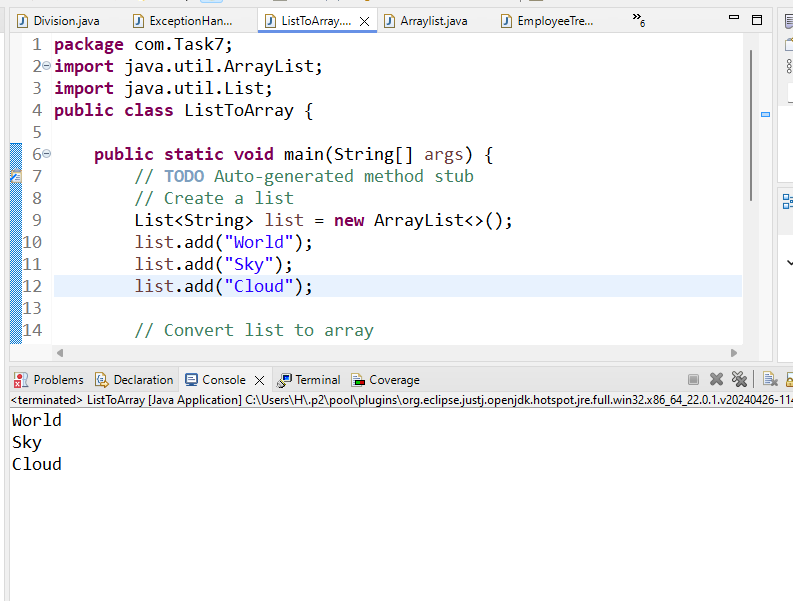 Division.java ExceptionHan... ListToArray.... Arraylist.java EmployeeTre... »6
1 package com.Task7;
2 import java.util.ArrayList;
3 import java.util.List;
4 public class ListToArray {
5
6 public static void main(String[] args) {
7 // TODO Auto-generated method stub
8 // Create a list
9 List<String> list = new ArrayList<>();
10 list.add("World");
11 list.add("Sky");
12 list.add("Cloud");
13
14 // Convert list to array
Problems Declaration Console Terminal Coverage
<terminated> ListToArray [Java Application] C:\Users\H\.p2\pool\plugins\org.eclipse.justj.openjdk.hotspot.jre.full.win32.x86_64_22.0.1.v20240426-114
World
Sky
Cloud